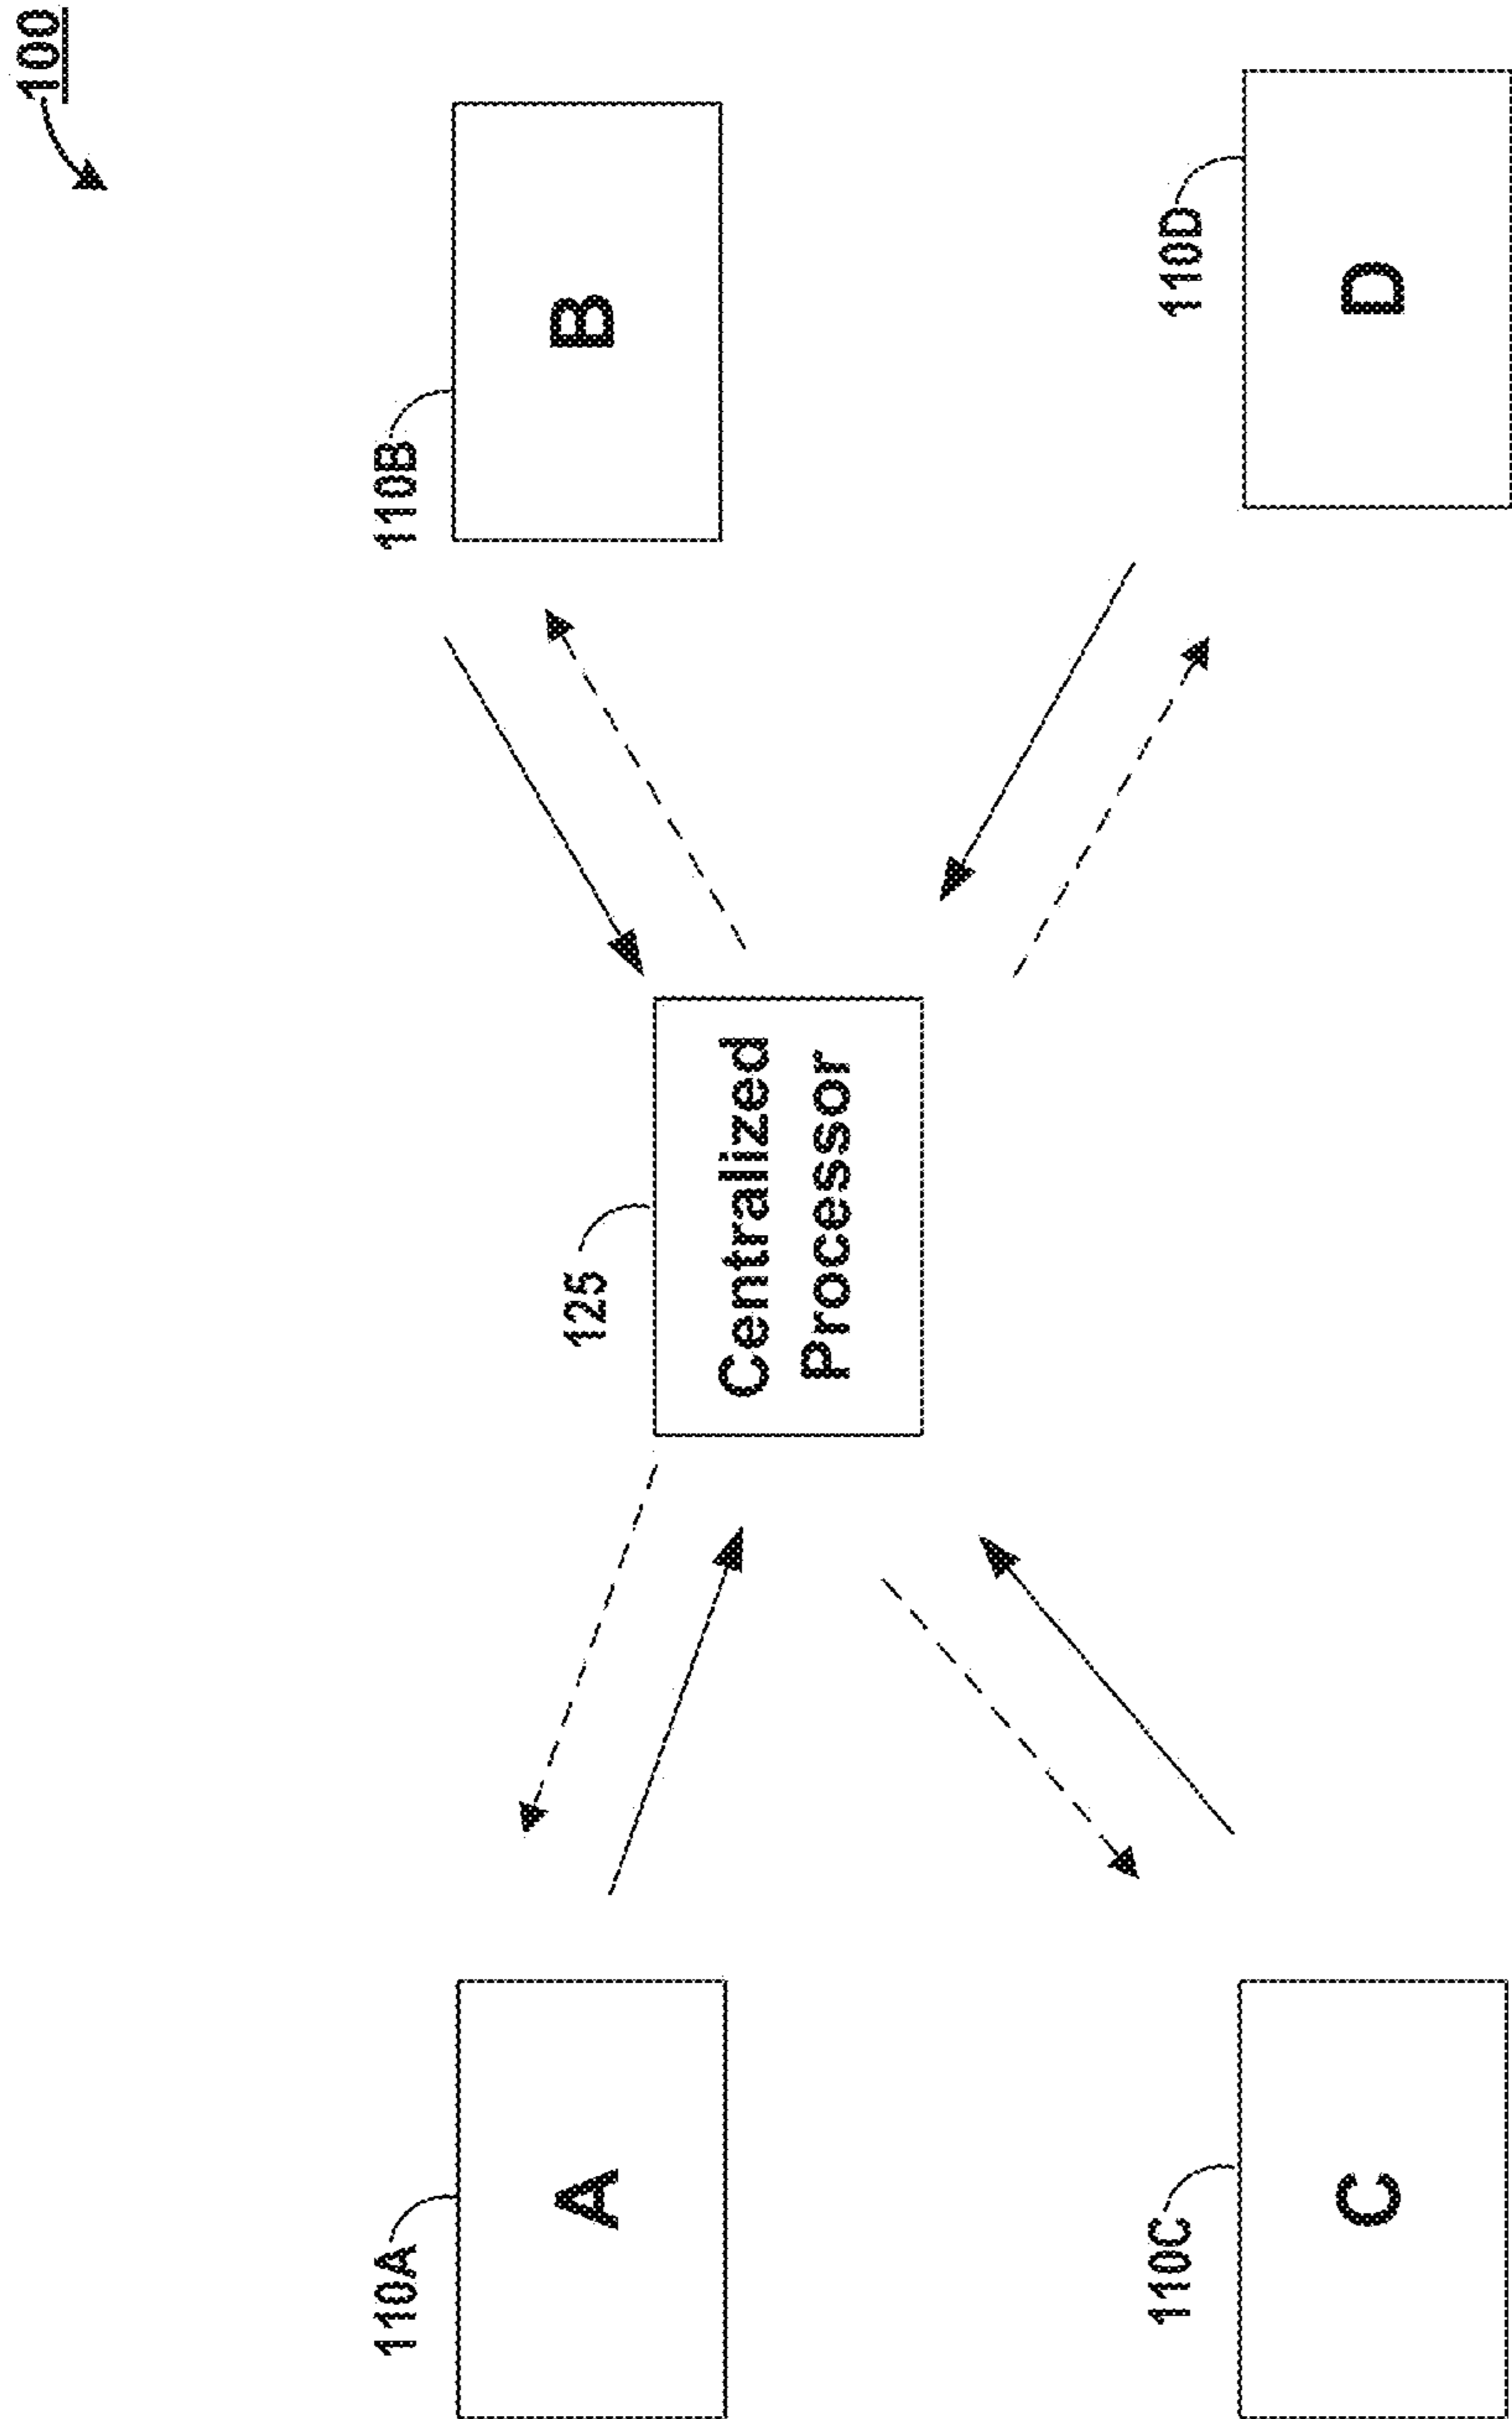 100
110A
A
110B
B
125
Centralized
Processor
110C
C
110D
D